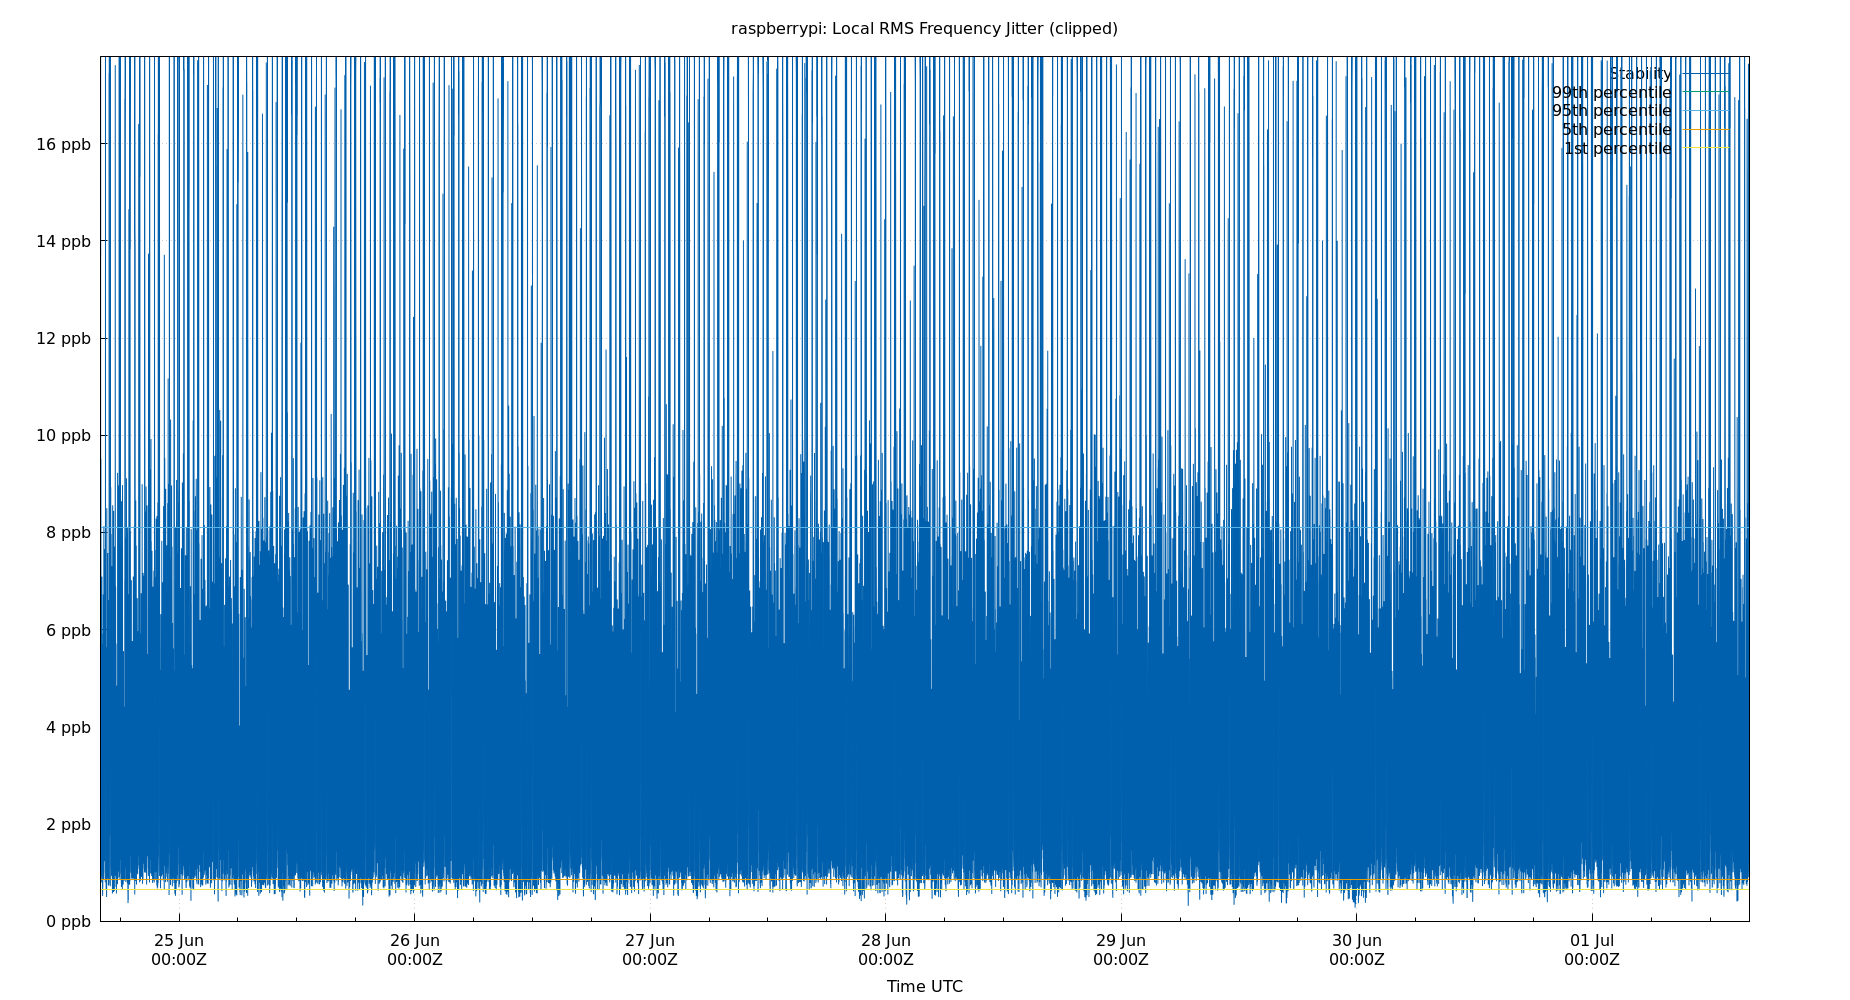 raspberrypi: Local RMS Frequency Jitter (clipped)
Stability
99th percentile
95th percentile
5th percentile
1st percentile
16 ppb
14 ppb
12 ppb
10 ppb
8 ppb
6 ppb
4 ppb
2 ppb
0 ppb
25 Jun 26 Jun 27 Jun 28 Jun 29 Jun 30 Jun 01 Jul
00:00Z 00:00Z 00:00Z 00:00Z 00:00Z 00:00Z 00:00Z
Time UTC